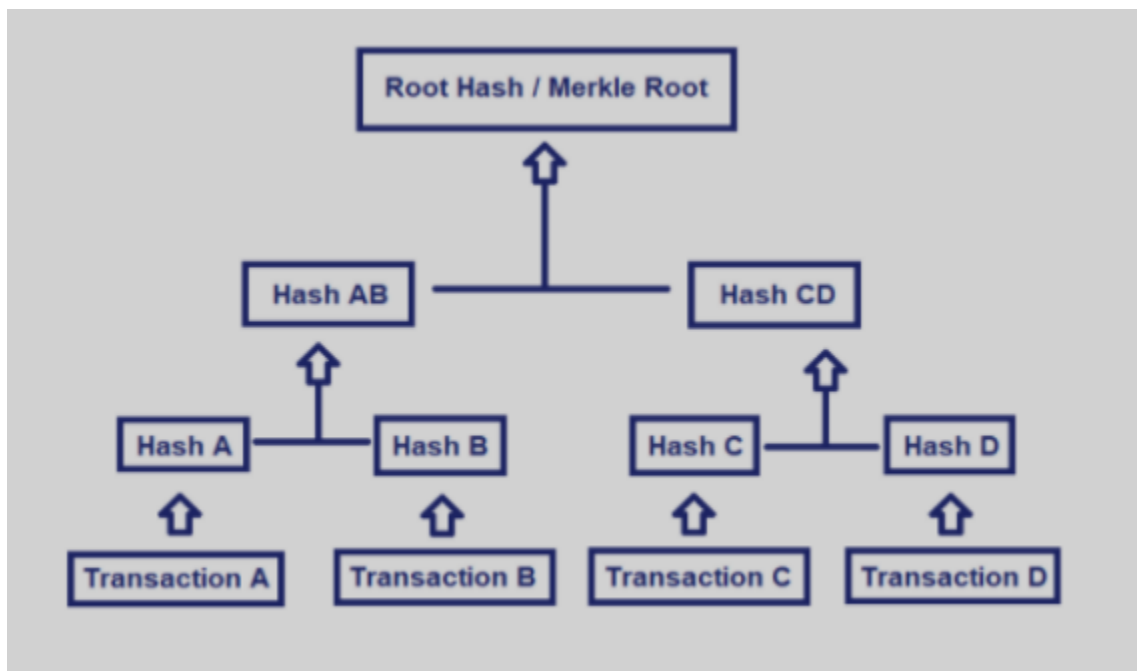 Root Hash / Merkle Root
Hash AB
Hash CD
Hash A
Hash B
Hash C
Hash D
Transaction A
Transaction B
Transaction C
Transaction D